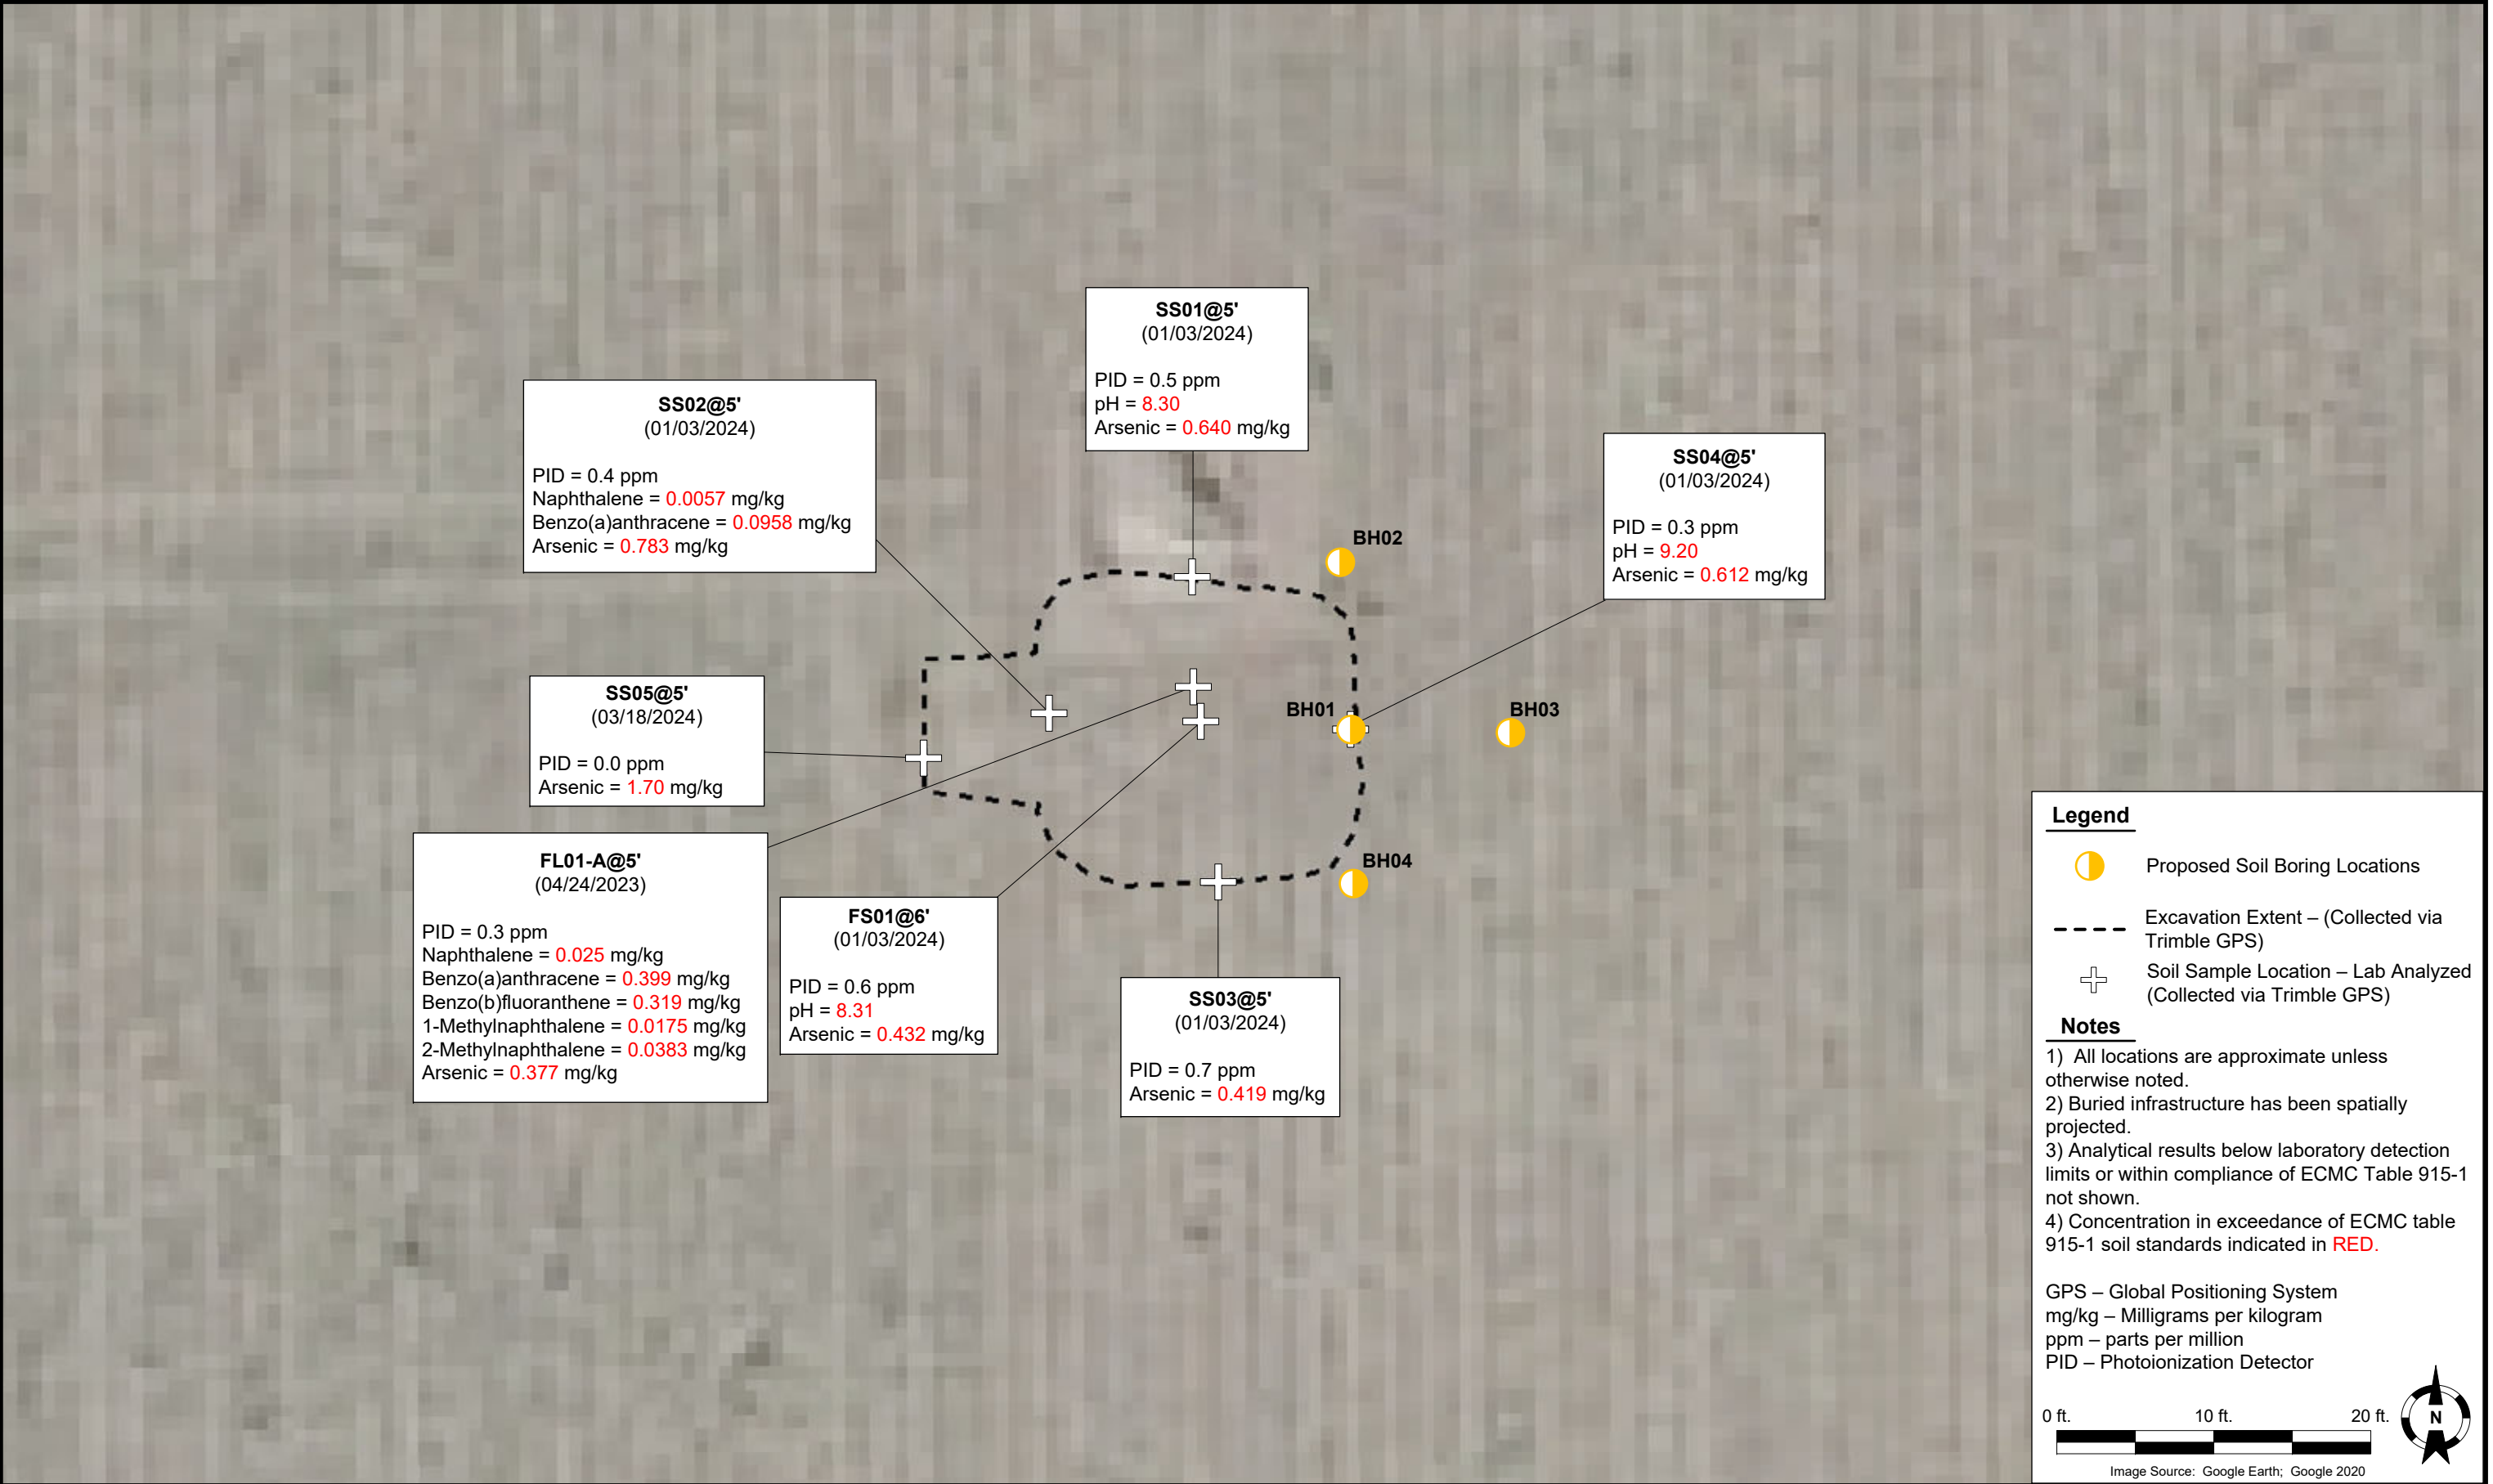 SS01@5'
(01/03/2024)
PID = 0.5 ppm
pH = 8.30
Arsenic = 0.640 mg/kg
SS02@5'
(01/03/2024)
PID = 0.4 ppm
Naphthalene = 0.0057 mg/kg
Benzo(a)anthracene = 0.0958 mg/kg
Arsenic = 0.783 mg/kg
SS04@5'
(01/03/2024)
PID = 0.3 ppm
pH = 9.20
Arsenic = 0.612 mg/kg
BH02
BH01
BH03
BH04
SS05@5'
(03/18/2024)
PID = 0.0 ppm
Arsenic = 1.70 mg/kg
FL01-A@5'
(04/24/2023)
PID = 0.3 ppm
Naphthalene = 0.025 mg/kg
Benzo(a)anthracene = 0.399 mg/kg
Benzo(b)fluoranthene = 0.319 mg/kg
1-Methylnaphthalene = 0.0175 mg/kg
2-Methylnaphthalene = 0.0383 mg/kg
Arsenic = 0.377 mg/kg
FS01@6'
(01/03/2024)
PID = 0.6 ppm
pH = 8.31
Arsenic = 0.432 mg/kg
SS03@5'
(01/03/2024)
PID = 0.7 ppm
Arsenic = 0.419 mg/kg
Legend
Proposed Soil Boring Locations
Excavation Extent – (Collected via
Trimble GPS)
Soil Sample Location – Lab Analyzed
(Collected via Trimble GPS)
Notes
1) All locations are approximate unless
otherwise noted.
2) Buried infrastructure has been spatially
projected.
3) Analytical results below laboratory detection
limits or within compliance of ECMC Table 915-1
not shown.
4) Concentration in exceedance of ECMC table
915-1 soil standards indicated in RED.
GPS – Global Positioning System
mg/kg – Milligrams per kilogram
ppm – parts per million
PID – Photoionization Detector
0 ft. 10 ft. 20 ft.
N
Image Source: Google Earth; Google 2020